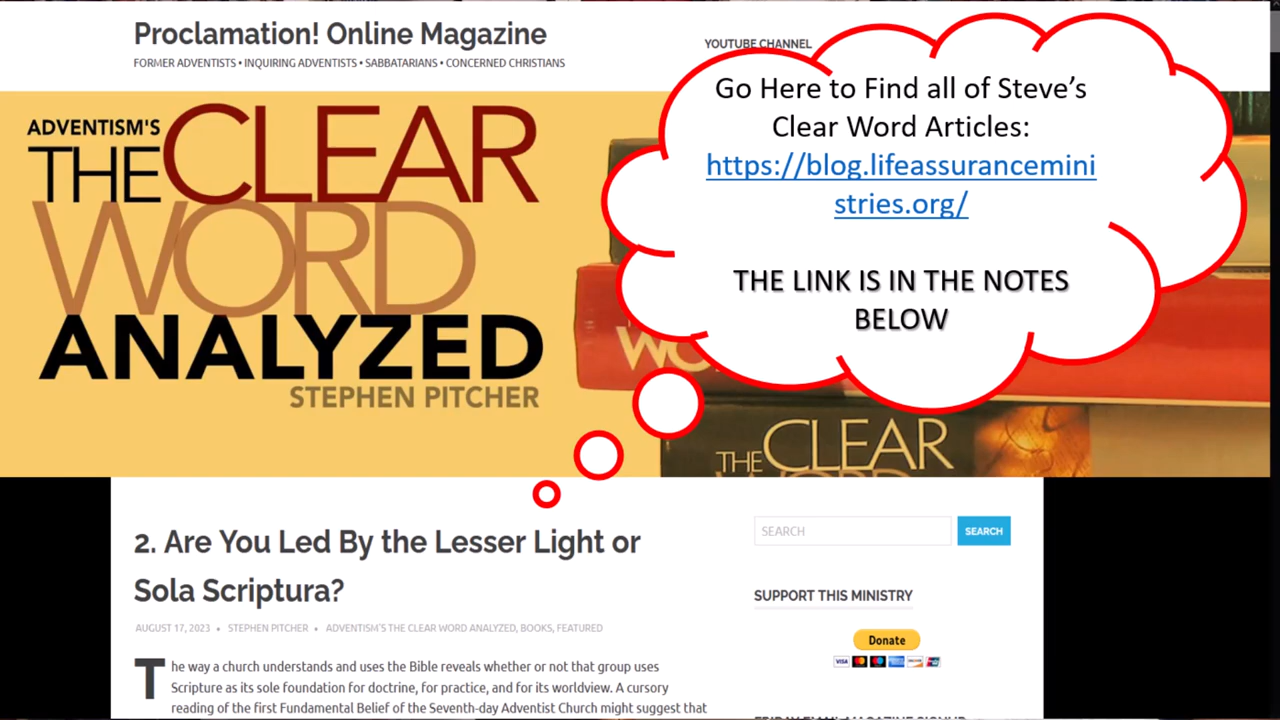 Proclamation! Online Magazine
FORMER ADVENTISTS • INQUIRING ADVENTISTS • SABBATARIANS • CONCERNED CHRISTIANS
YOUTUBE CHANNEL
Go Here to Find all of Steve's
Clear Word Articles:
https://blog.lifeassurancemini
stries.org/
THE LINK IS IN THE NOTES
BELOW
ADVENTISM'S
THE CLEAR
WORD
ANALYZED
STEPHEN PITCHER
THE CLEAR
2. Are You Led By the Lesser Light or
Sola Scriptura?
AUGUST 17, 2023 • STEPHEN PITCHER • ADVENTISM'S THE CLEAR WORD ANALYZED, BOOKS, FEATURED
The way a church understands and uses the Bible reveals whether or not that group uses
Scripture as its sole foundation for doctrine, for practice, and for its worldview. A cursory
reading of the first Fundamental Belief of the Seventh-day Adventist Church might suggest that
SEARCH
SEARCH
SUPPORT THIS MINISTRY
Donate
VISA